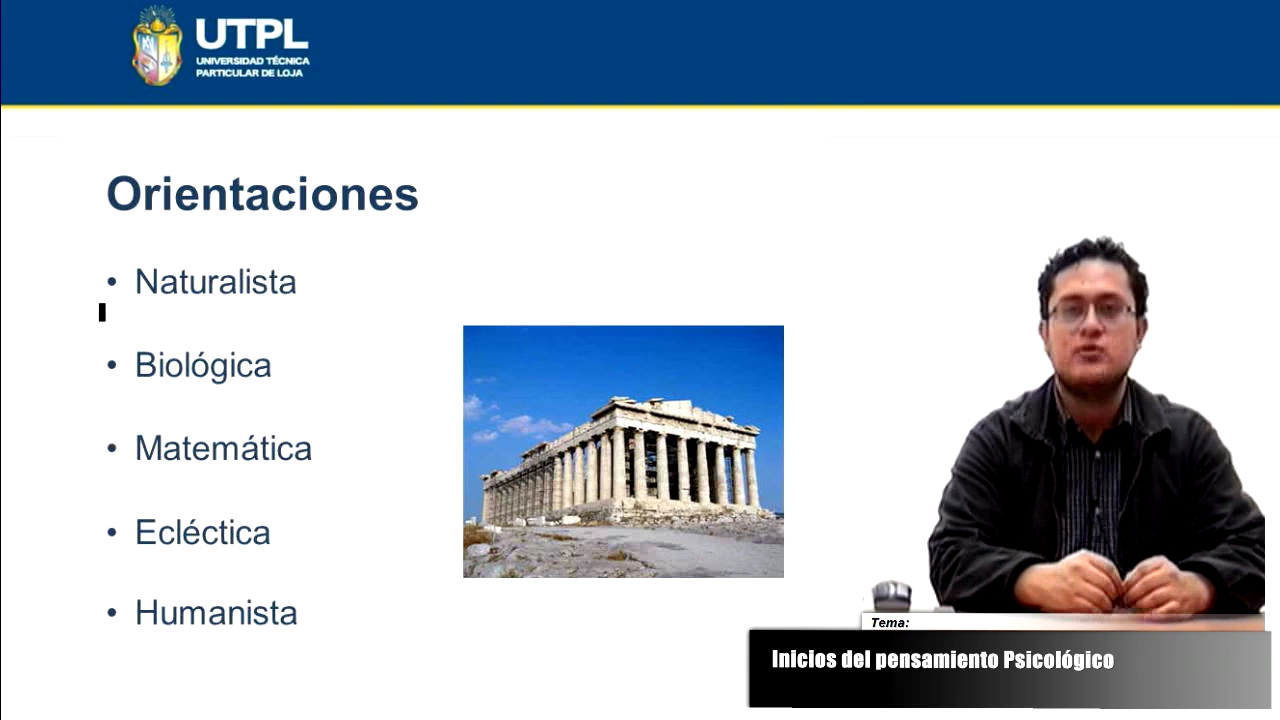 UTPL
UNIVERSIDAD TÉCNICA
PARTICULAR DE LOJA
Orientaciones
• Naturalista
• Biológica
• Matemática
• Ecléctica
• Humanista
Tema:
Inicios del pensamiento Psicológico